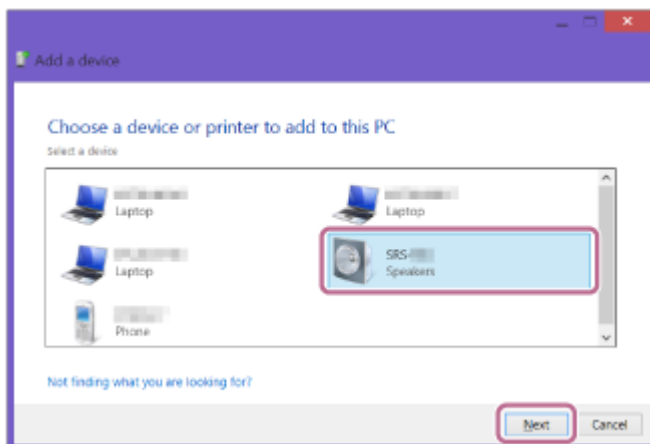 Add a device
Choose a device or printer to add to this PC
Select a device
Laptop
Laptop
Laptop
SRS-
Speakers
Phone
Not finding what you are looking for?
Next
Cancel